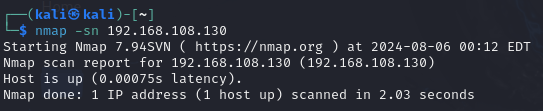 ┌──(kali㉿kali)-[~]
└─$ nmap -sn 192.168.108.130
Starting Nmap 7.94SVN ( https://nmap.org ) at 2024-08-06 00:12 EDT
Nmap scan report for 192.168.108.130 (192.168.108.130)
Host is up (0.00075s latency).
Nmap done: 1 IP address (1 host up) scanned in 2.03 seconds